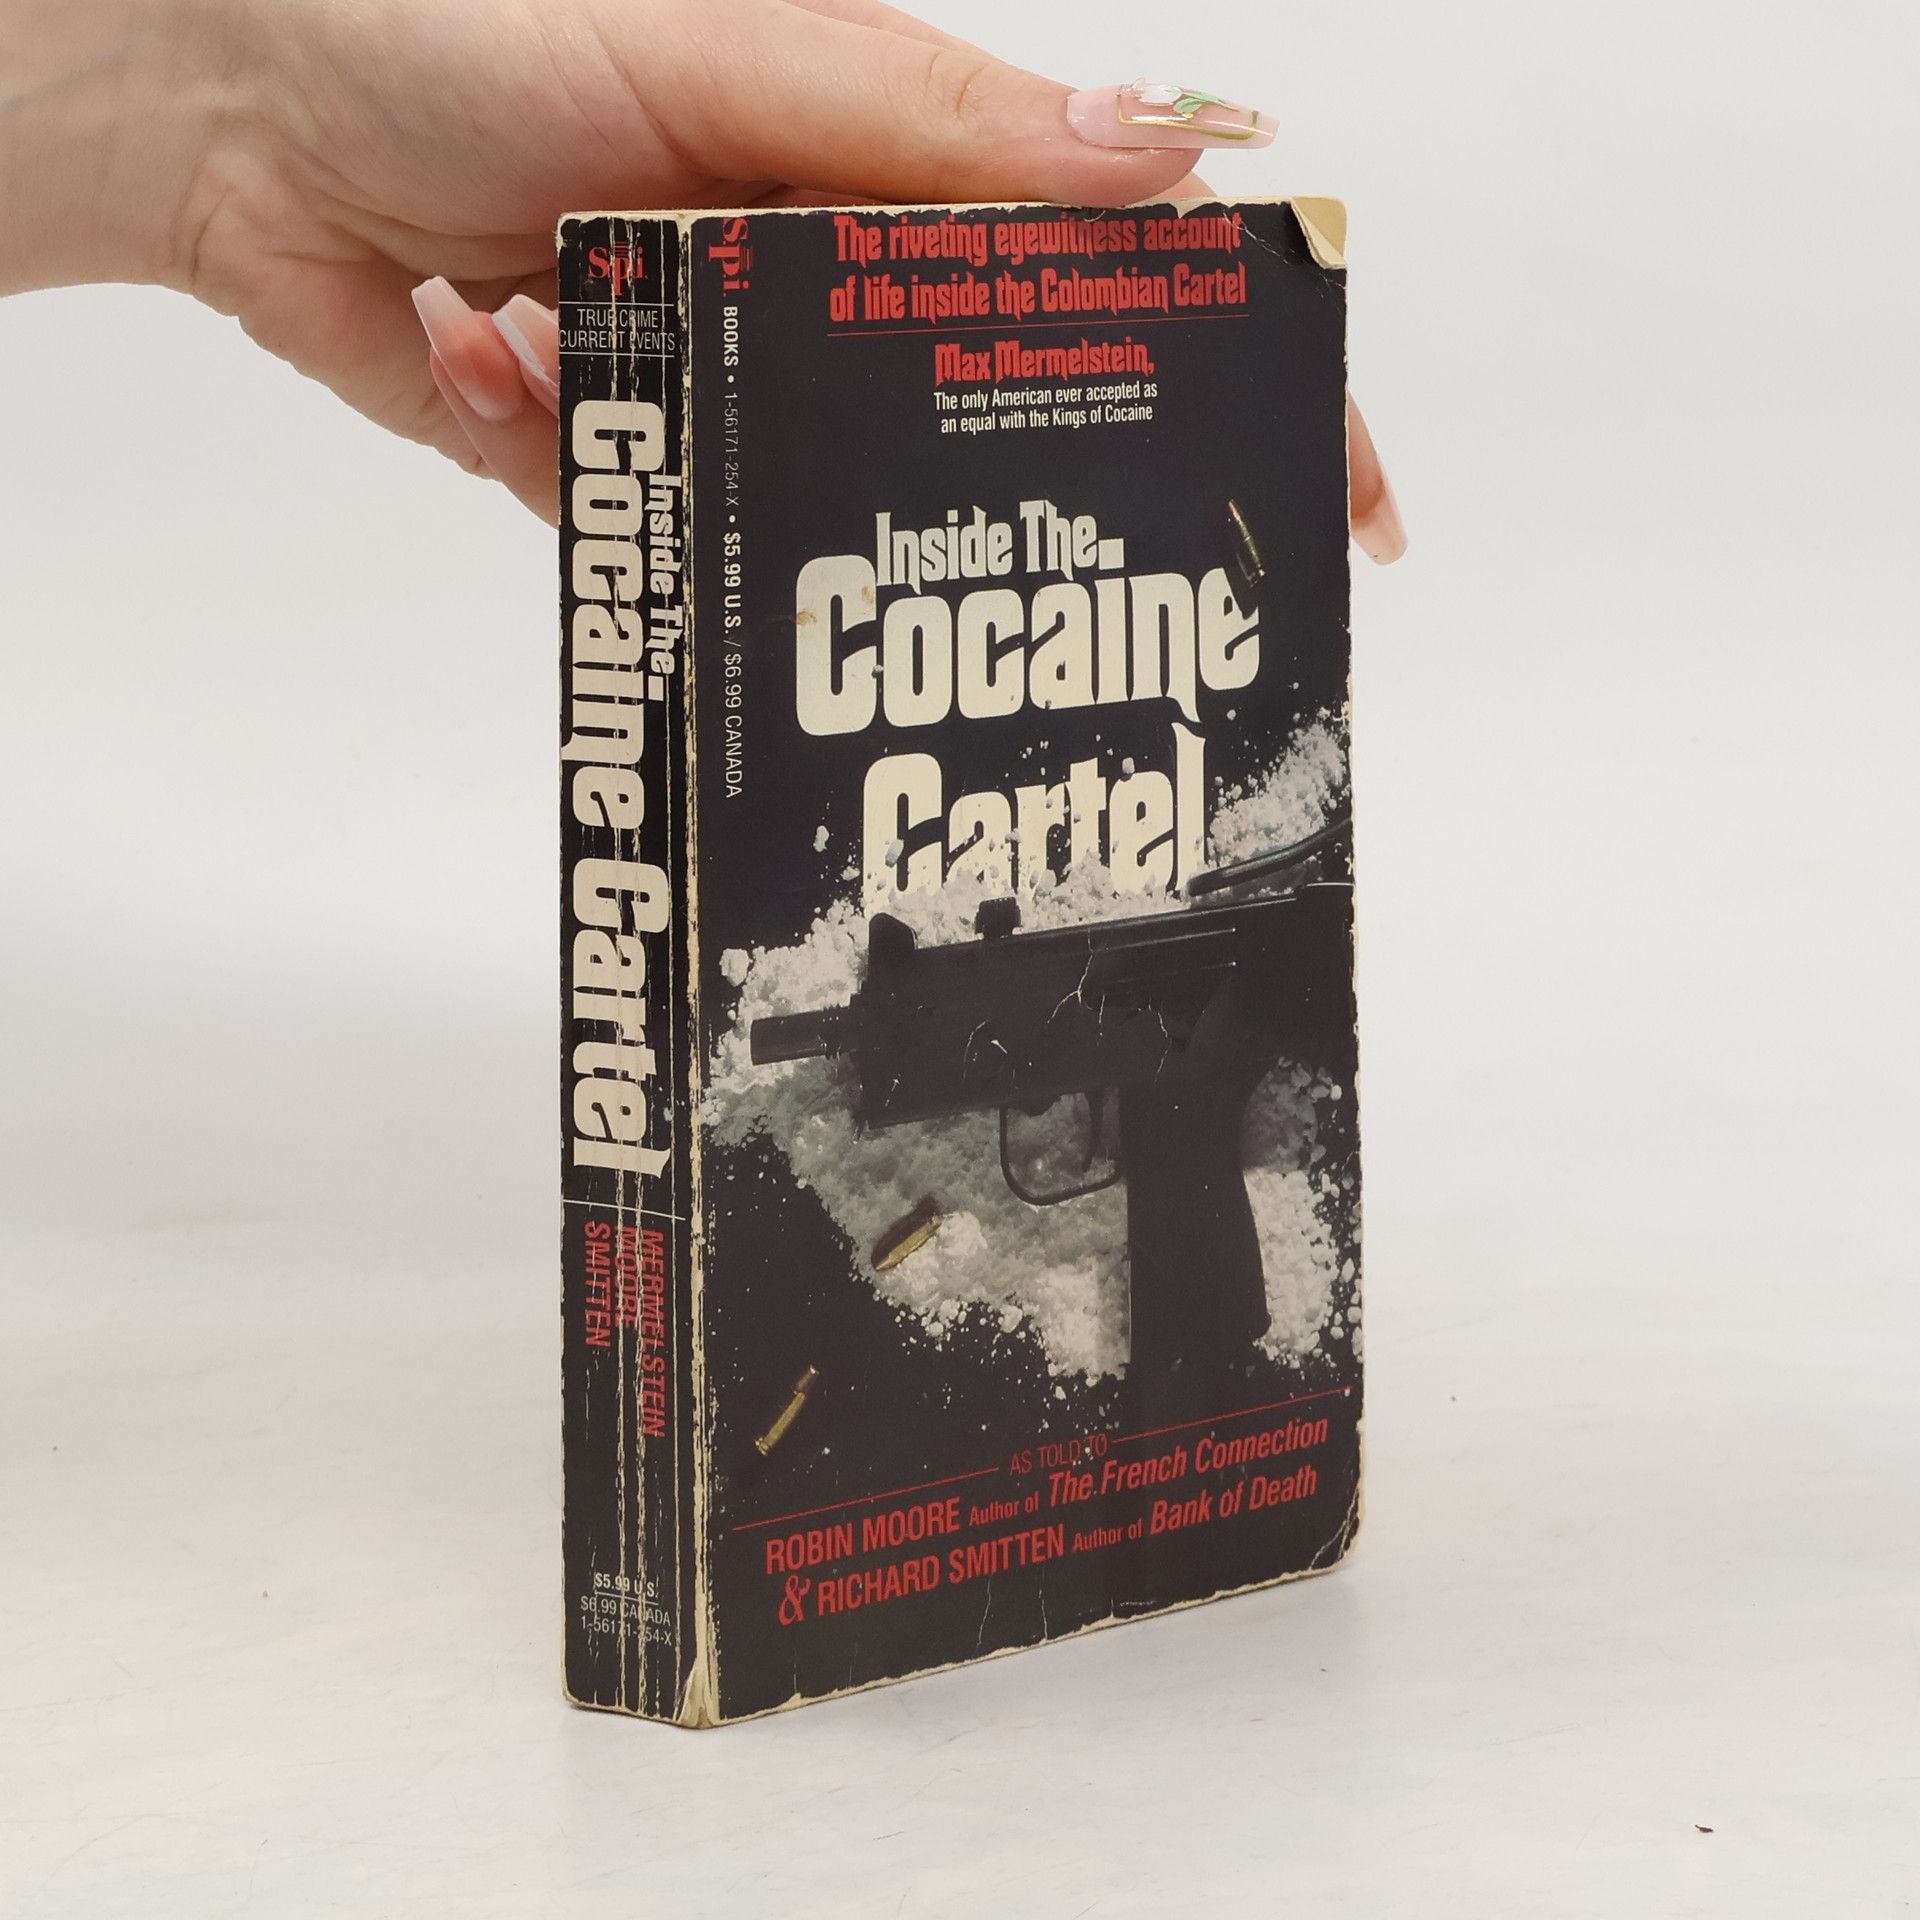 S.p.i.
TRUE CRIME
CURRENT EVENTS
Inside The
Cocaine Cartel
MERMELSTEIN
MOORE
SMITTEN
$5.99 U.S.
$6.99 CANADA
1-56171-254-X
S.p.i. BOOKS • 1-56171-254-X • $5.99 U.S. / $6.99 CANADA
The riveting eyewitness account
of life inside the Colombian Cartel
Max Mermelstein,
The only American ever accepted as
an equal with the Kings of Cocaine
Inside The
Cocaine
Cartel
AS TOLD TO
ROBIN MOORE Author of The French Connection
& RICHARD SMITTEN Author of Bank of Death